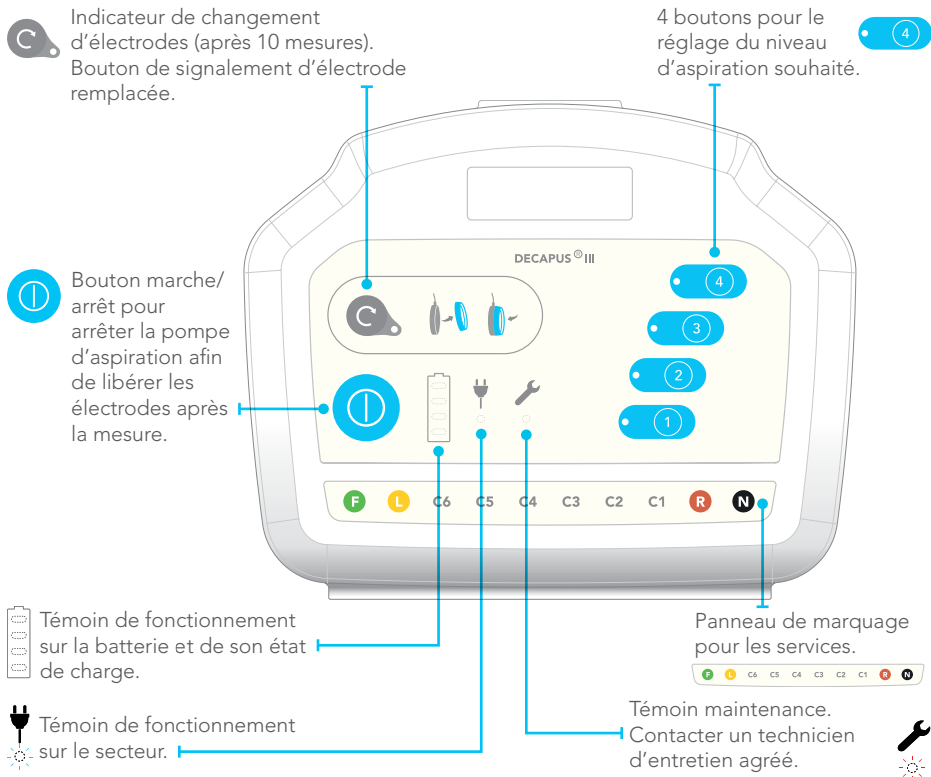 Indicateur de changement
d'électrodes (après 10 mesures).
Bouton de signalement d'électrode
remplacée.
4 boutons pour le
réglage du niveau
d'aspiration souhaité.
4
DECAPUS ® III
4
3
2
1
Bouton marche/
arrêt pour
arrêter la pompe
d'aspiration afin
de libérer les
électrodes après
la mesure.
F L C6 C5 C4 C3 C2 C1 R N
Témoin de fonctionnement
sur la batterie et de son état
de charge.
Panneau de marquage
pour les services.
F L C6 C5 C4 C3 C2 C1 R N
Témoin de fonctionnement
sur le secteur.
Témoin maintenance.
Contacter un technicien
d'entretien agréé.